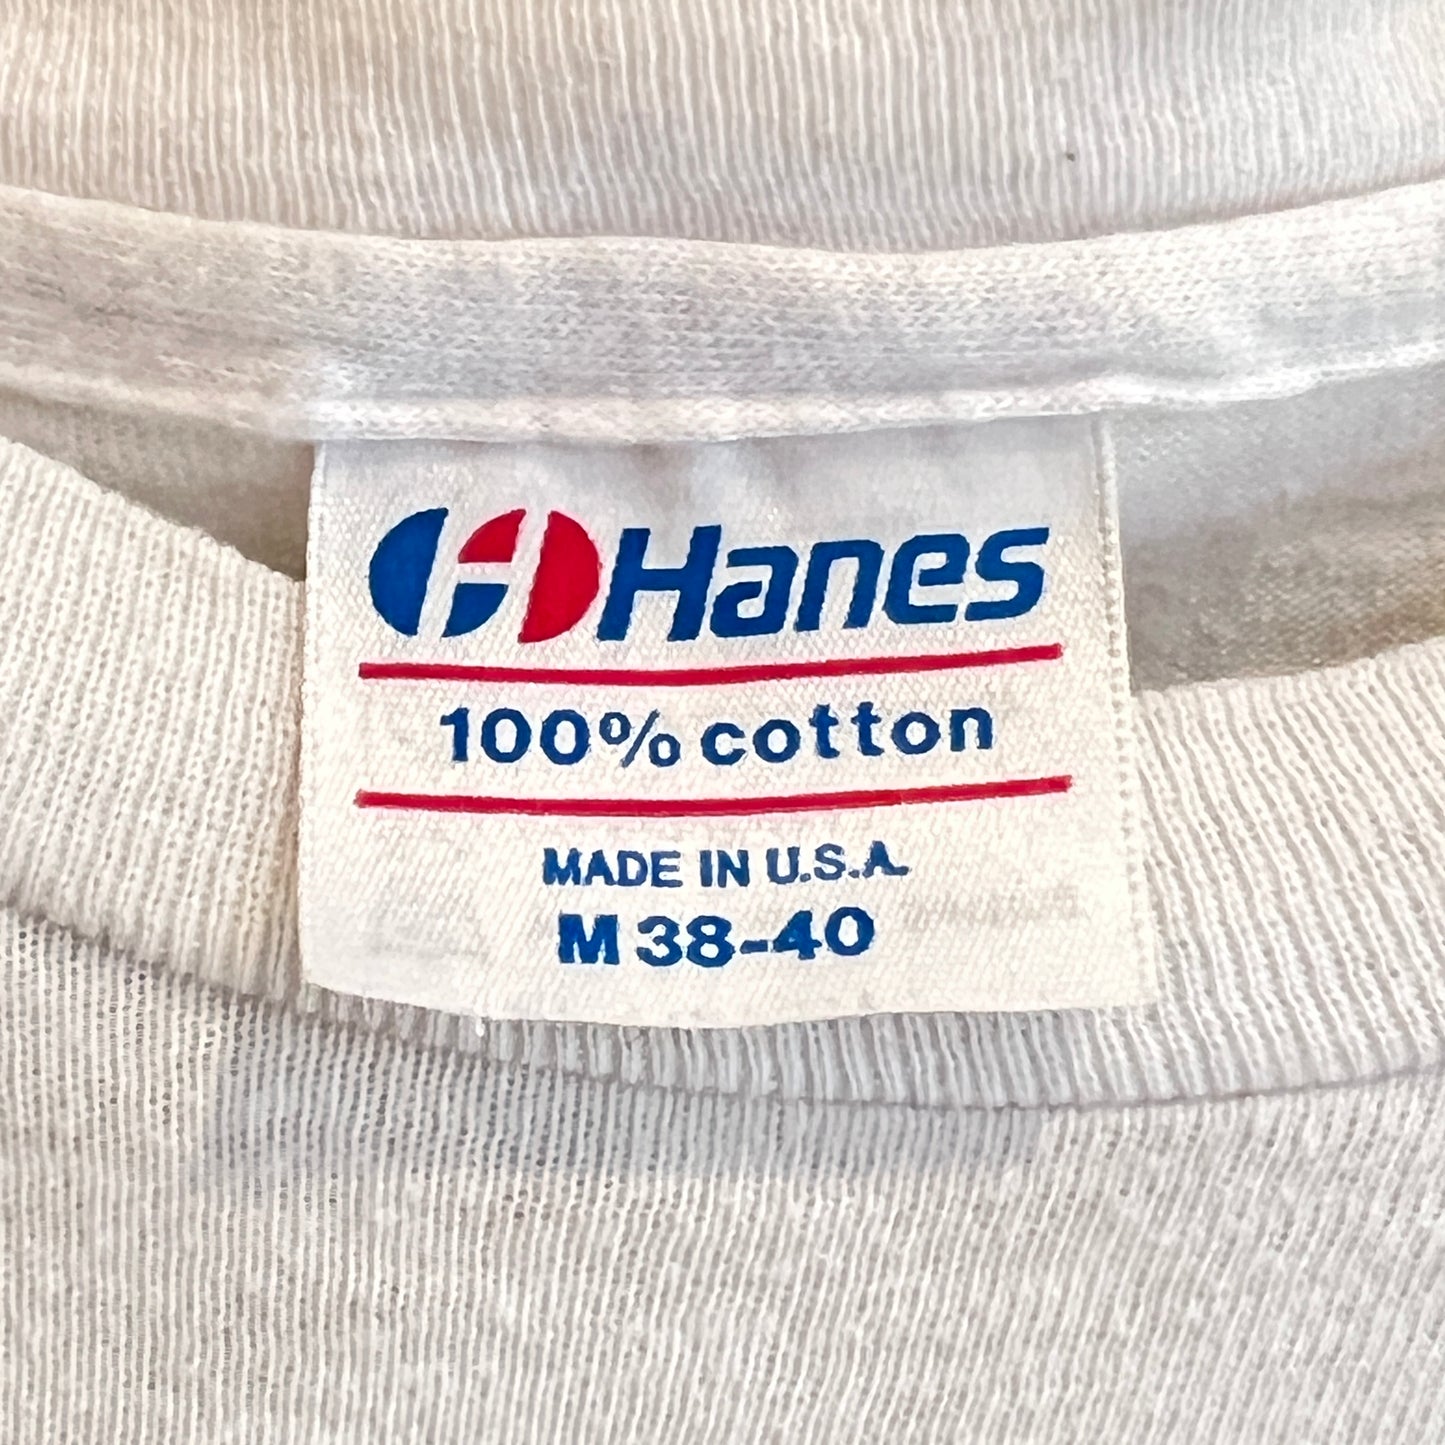 Hanes
100% cotton
MADE IN U.S.A.
M 38-40